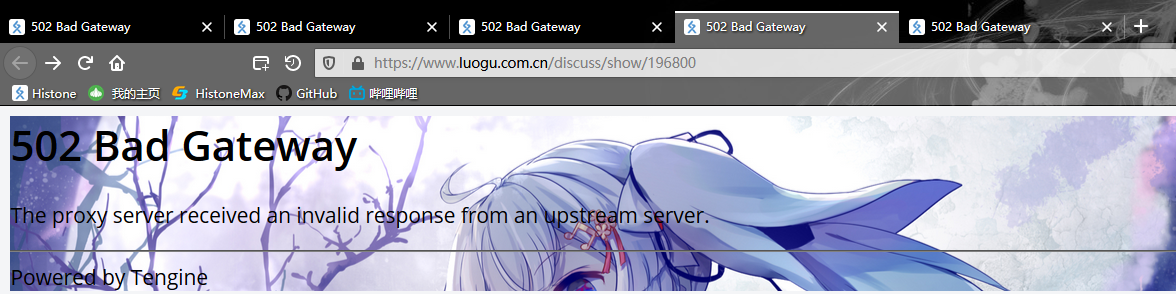 502 Bad Gateway 502 Bad Gateway 502 Bad Gateway 502 Bad Gateway 502 Bad Gateway
https://www.luogu.com.cn/discuss/show/196800
Histone 我的主页 HistoneMax GitHub 哔哩哔哩
502 Bad Gateway
The proxy server received an invalid response from an upstream server.
Powered by Tengine